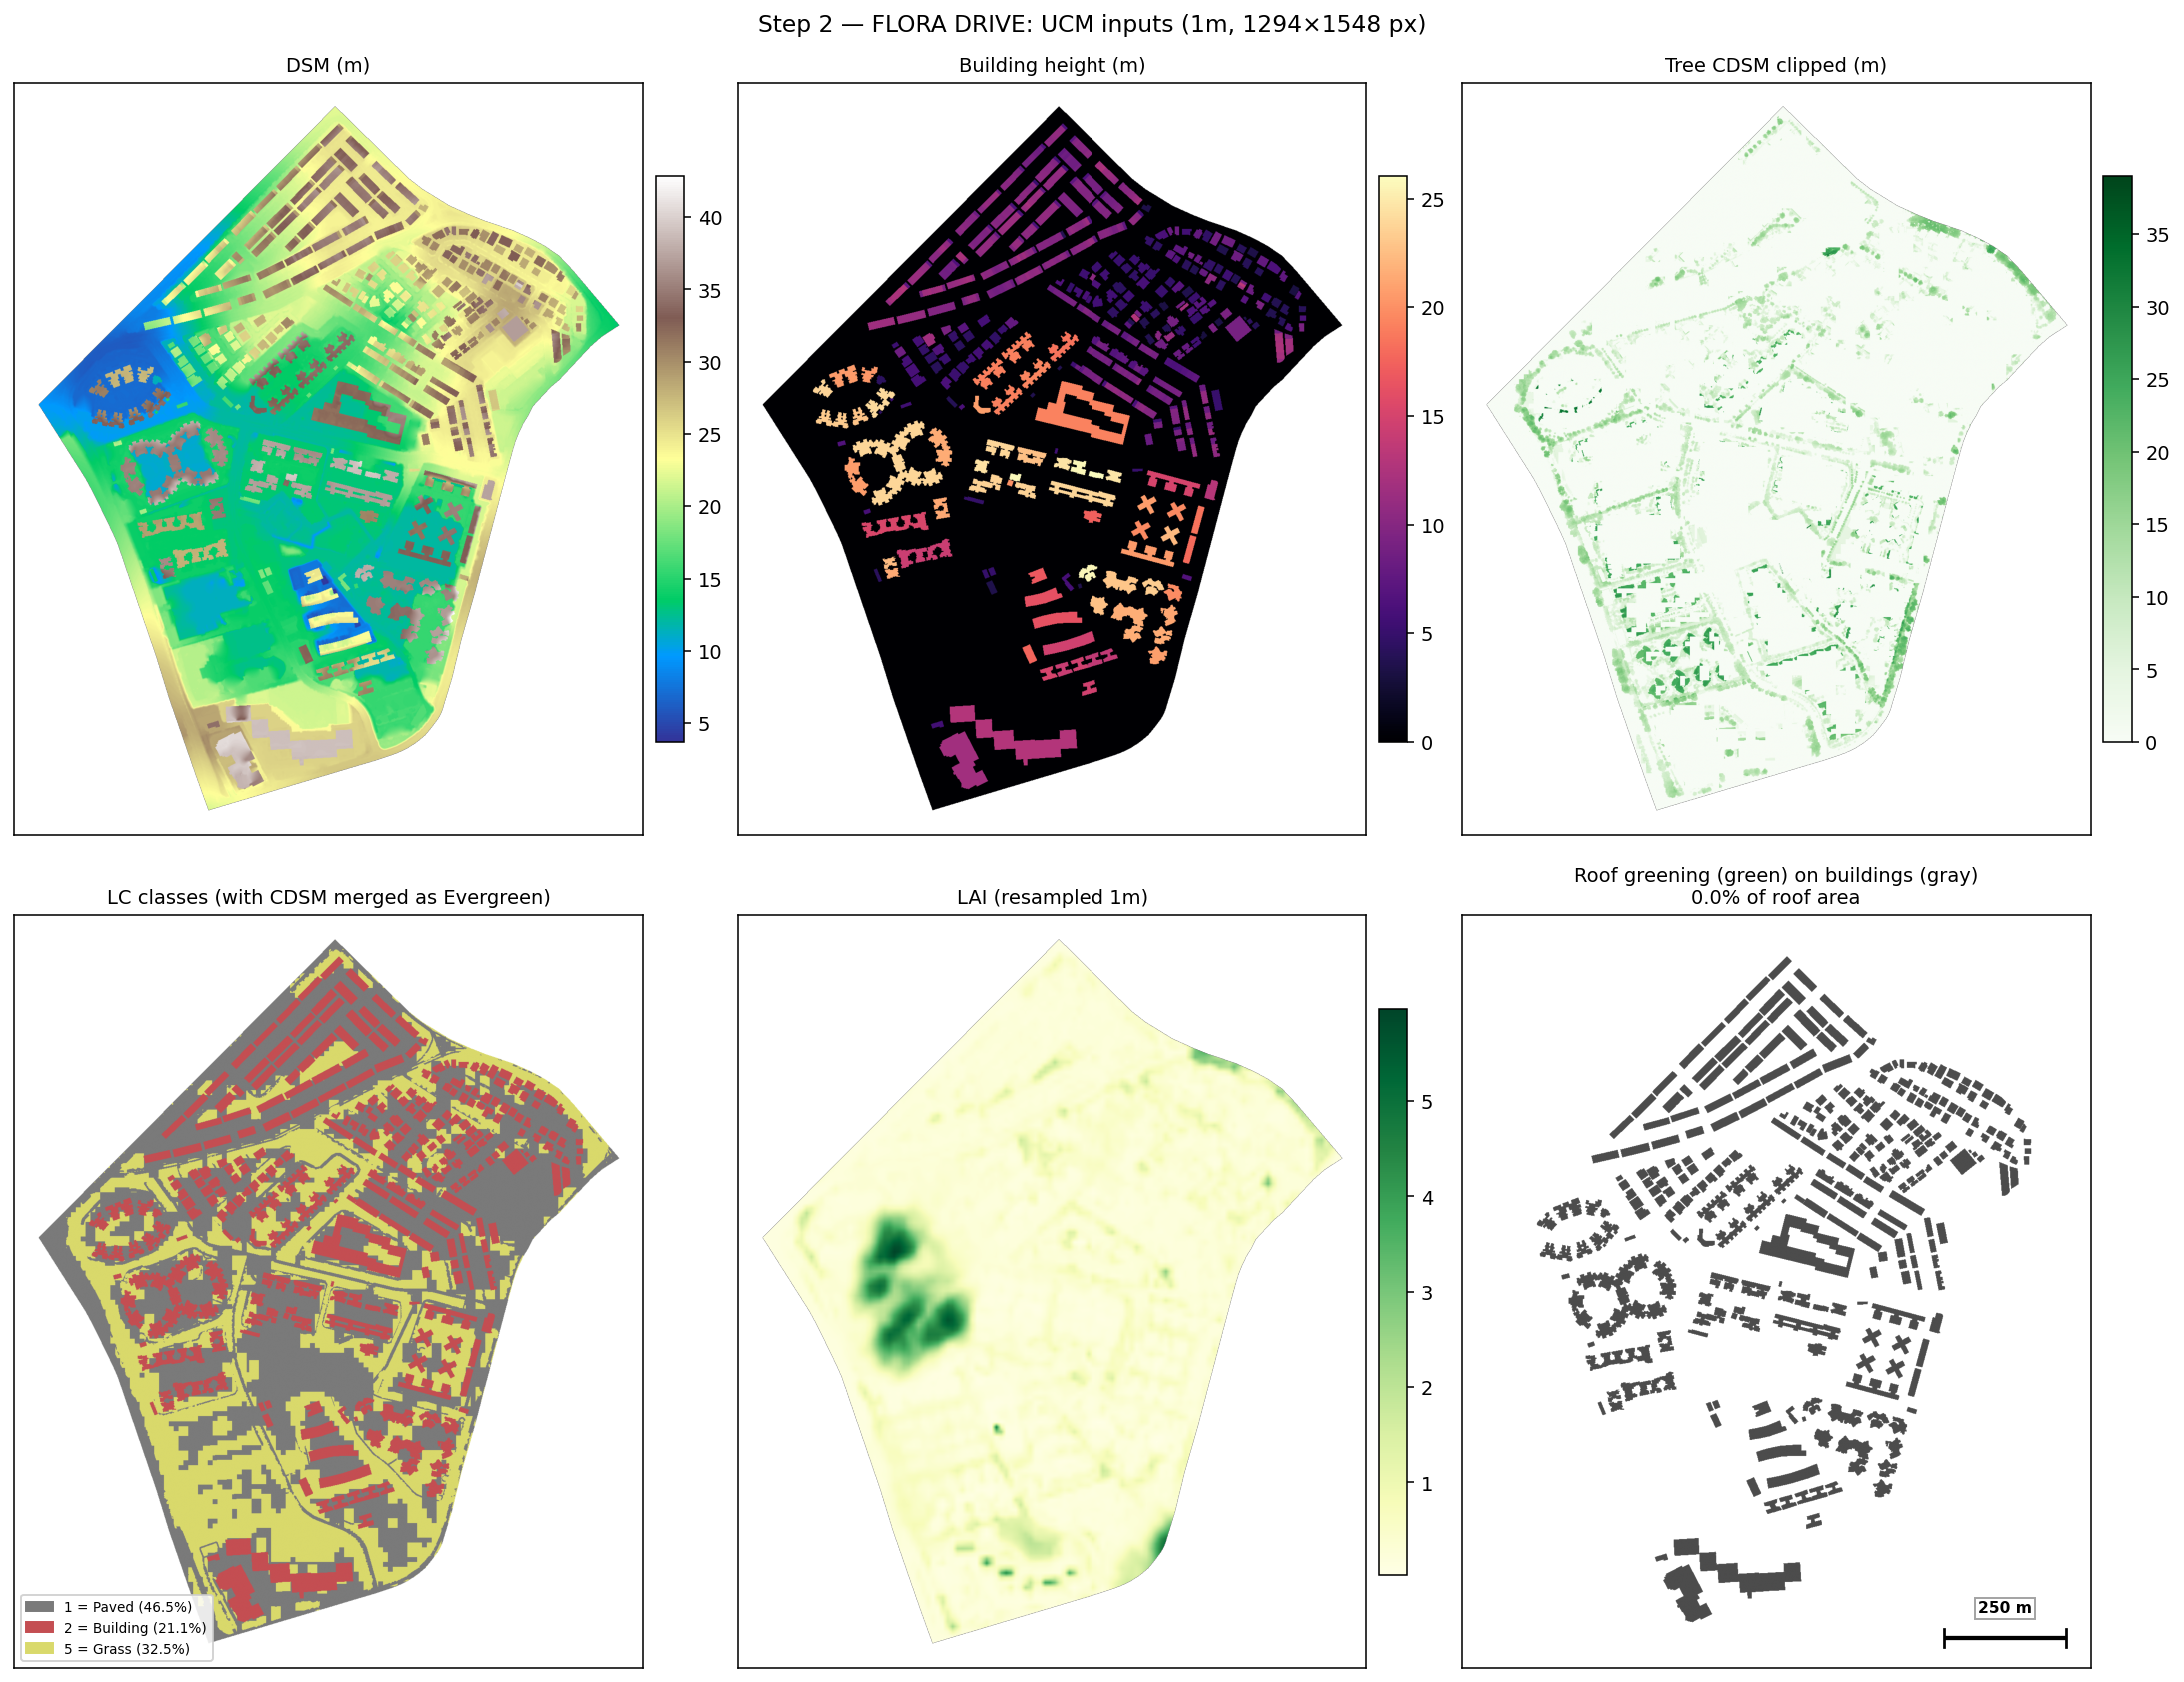 Step 2 — FLORA DRIVE: UCM inputs (1m, 1294×1548 px)
DSM (m)
40
35
30
25
20
15
10
5
Building height (m)
25
20
15
10
5
0
Tree CDSM clipped (m)
35
30
25
20
15
10
5
0
LC classes (with CDSM merged as Evergreen)
1 = Paved (46.5%)
2 = Building (21.1%)
5 = Grass (32.5%)
LAI (resampled 1m)
5
4
3
2
1
Roof greening (green) on buildings (gray)
0.0% of roof area
250 m